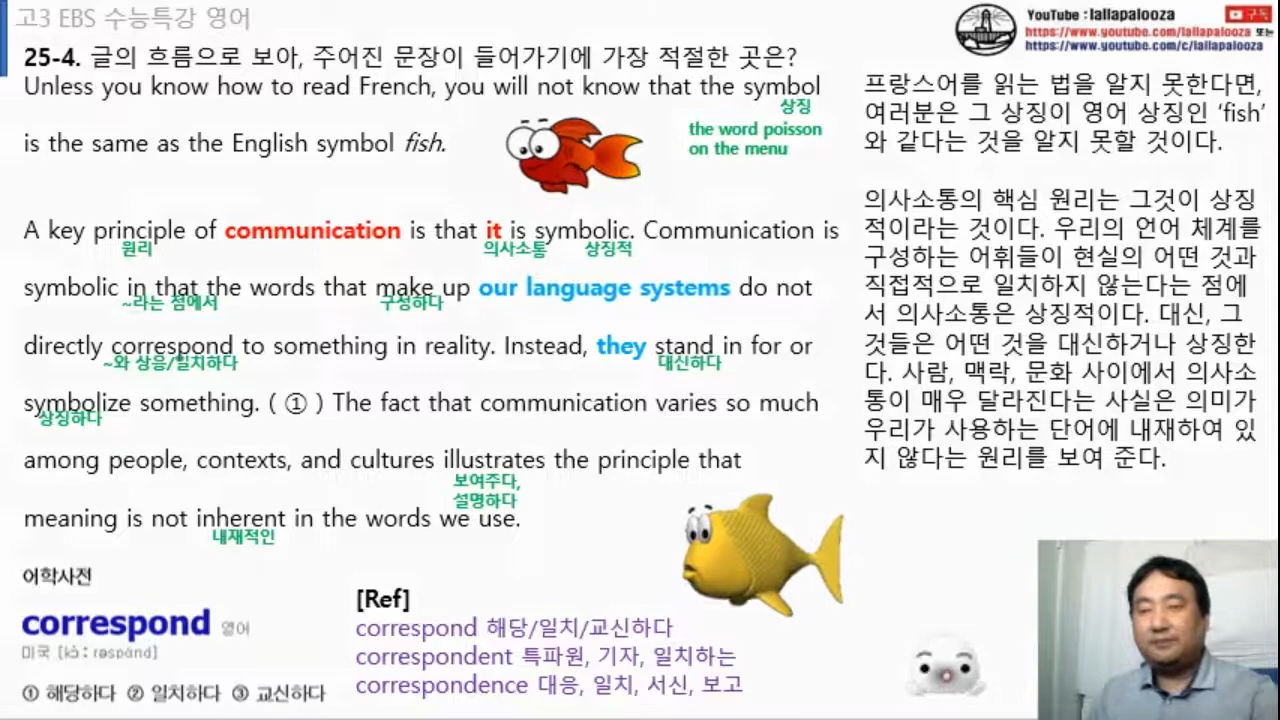 고3 EBS 수능특강 영어
YouTube : lallapalooza
구독
https://www.youtube.com/lallapalooza 또는
https://www.youtube.com/c/lallapalooza
25-4. 글의 흐름으로 보아, 주어진 문장이 들어가기에 가장 적절한 곳은?
Unless you know how to read French, you will not know that the symbol
상징
is the same as the English symbol fish.
the word poisson
on the menu
A key principle of communication is that it is symbolic. Communication is
원리 의사소통 상징적
symbolic in that the words that make up our language systems do not
~라는 점에서 구성하다
directly correspond to something in reality. Instead, they stand in for or
~와 상응/일치하다 대신하다
symbolize something. ( ① ) The fact that communication varies so much
상징하다
among people, contexts, and cultures illustrates the principle that
보여주다,
설명하다
meaning is not inherent in the words we use.
내재적인
프랑스어를 읽는 법을 알지 못한다면,
여러분은 그 상징이 영어 상징인 ‘fish’
와 같다는 것을 알지 못할 것이다.
의사소통의 핵심 원리는 그것이 상징
적이라는 것이다. 우리의 언어 체계를
구성하는 어휘들이 현실의 어떤 것과
직접적으로 일치하지 않는다는 점에
서 의사소통은 상징적이다. 대신, 그
것들은 어떤 것을 대신하거나 상징한
다. 사람, 맥락, 문화 사이에서 의사소
통이 매우 달라진다는 사실은 의미가
우리가 사용하는 단어에 내재하여 있
지 않다는 원리를 보여 준다.
어학사전
correspond 영어
미국 [kɔ̀ːrəspάnd]
① 해당하다 ② 일치하다 ③ 교신하다
[Ref]
correspond 해당/일치/교신하다
correspondent 특파원, 기자, 일치하는
correspondence 대응, 일치, 서신, 보고